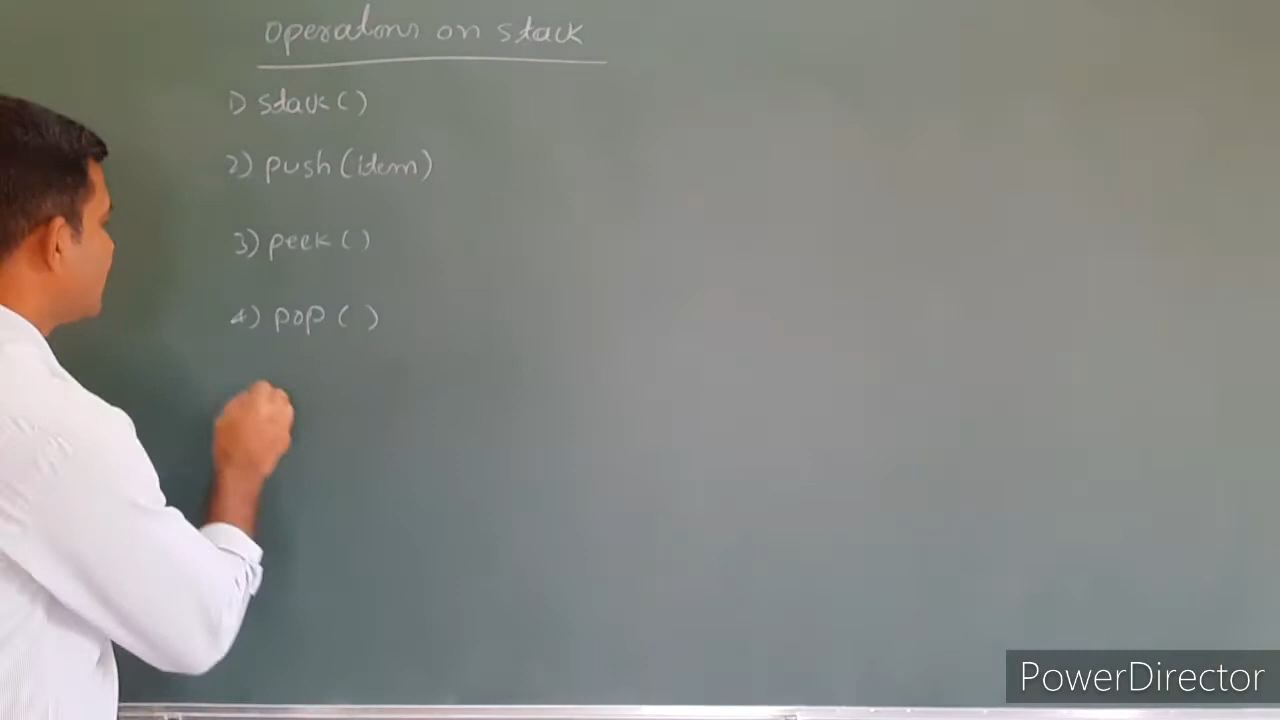 Operations on stack
1) stack()
2) push(item)
3) peek()
4) pop()
PowerDirector